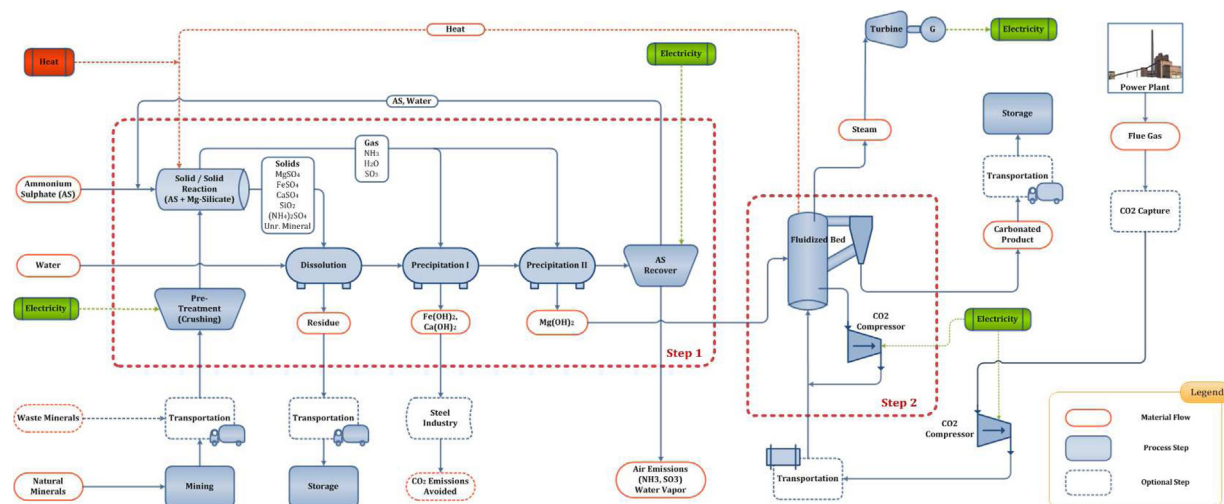 Heat
Electricity
Turbine
G
Electricity
Heat
Power Plant
AS, Water
Storage
Steam
Flue Gas
Gas
NH₃
H₂O
SO₃
Solids
MgSO₄
FeSO₄
CaSO₄
SiO₂
(NH₄)₂SO₄
Unr. Mineral
Solid / Solid
Reaction
(AS + Mg-Silicate)
Ammonium
Sulphate (AS)
Transportation
CO2 Capture
Carbonated
Product
Fluidized Bed
Water
Dissolution
Precipitation I
Precipitation II
AS
Recover
Electricity
Pre-
Treatment
(Crushing)
Residue
Fe(OH)₂,
Ca(OH)₂
Mg(OH)₂
CO2
Compressor
Electricity
Step 1
Step 2
Legend
Waste Minerals
Transportation
Transportation
Steel
Industry
CO2
Compressor
Material Flow
Process Step
Optional Step
Natural
Minerals
Mining
Storage
CO₂ Emissions
Avoided
Air Emissions
(NH3, SO3)
Water Vapor
Transportation